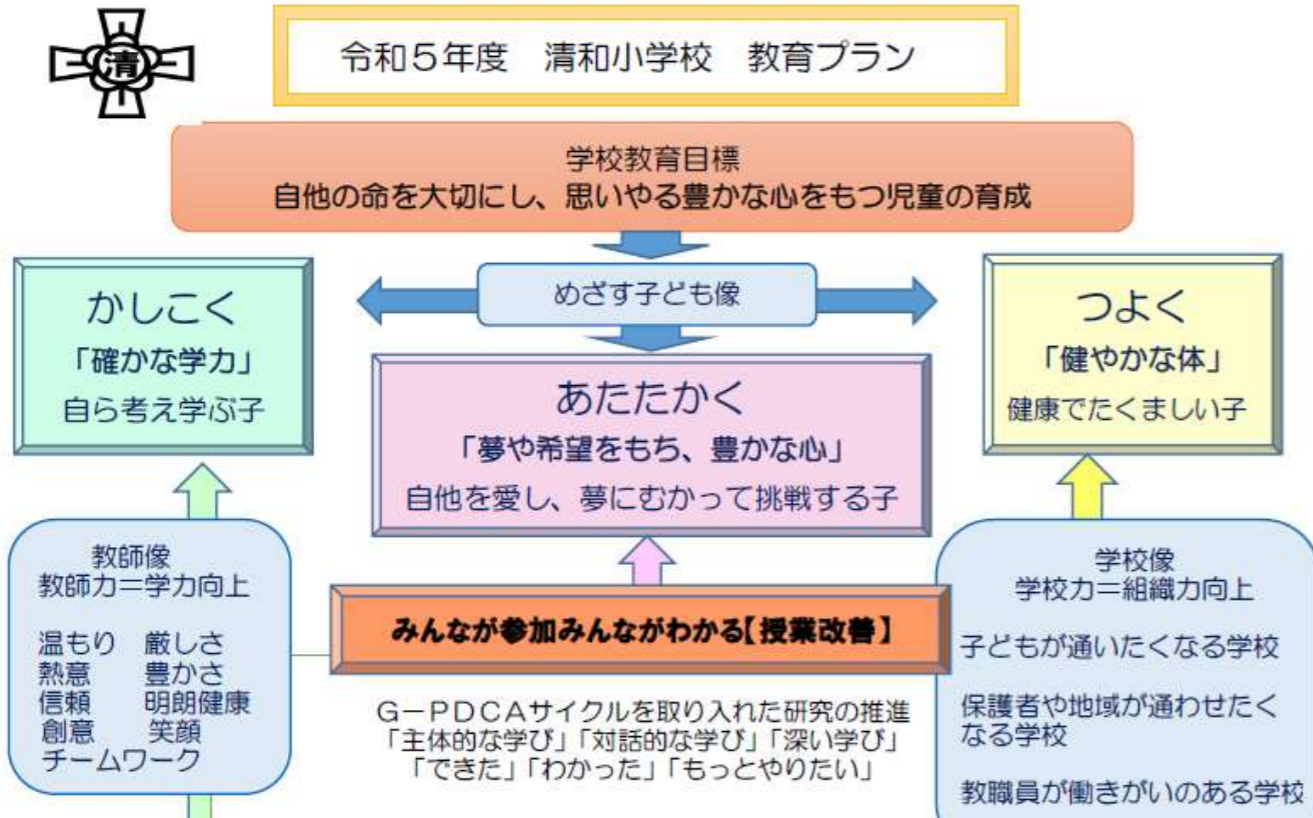 清
令和5年度　清和小学校　教育プラン
学校教育目標
自他の命を大切にし、思いやる豊かな心をもつ児童の育成
めざす子ども像
かしこく
「確かな学力」
自ら考え学ぶ子
あたたかく
「夢や希望をもち、豊かな心」
自他を愛し、夢にむかって挑戦する子
つよく
「健やかな体」
健康でたくましい子
教師像
教師力＝学力向上
温もり　厳しさ
熱意　　豊かさ
信頼　　明朗健康
創意　　笑顔
チームワーク
みんなが参加みんながわかる【授業改善】
G－PDCAサイクルを取り入れた研究の推進
「主体的な学び」「対話的な学び」「深い学び」
「できた」「わかった」「もっとやりたい」
学校像
学校力＝組織力向上
子どもが通いたくなる学校
保護者や地域が通わせたく
なる学校
教職員が働きがいのある学校